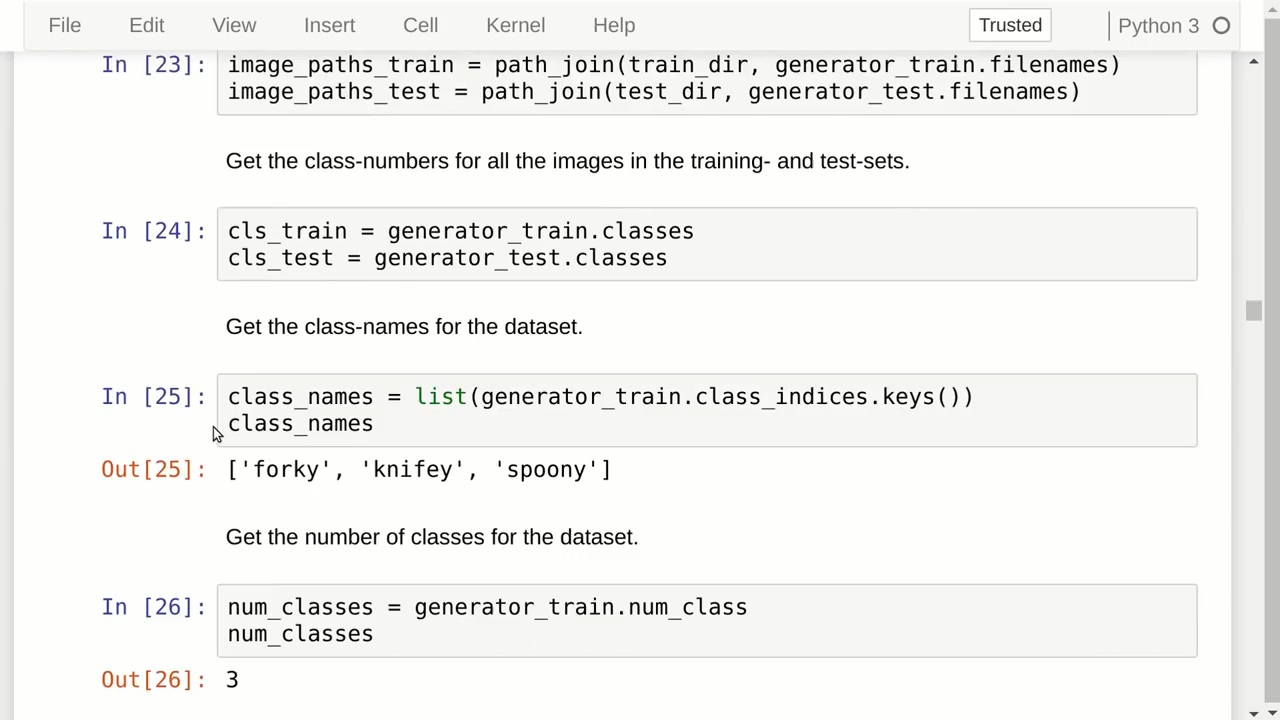 File Edit View Insert Cell Kernel Help Trusted Python 3
In [23]: image_paths_train = path_join(train_dir, generator_train.filenames)
image_paths_test = path_join(test_dir, generator_test.filenames)
Get the class-numbers for all the images in the training- and test-sets.
In [24]: cls_train = generator_train.classes
cls_test = generator_test.classes
Get the class-names for the dataset.
In [25]: class_names = list(generator_train.class_indices.keys())
class_names
Out[25]: ['forky', 'knifey', 'spoony']
Get the number of classes for the dataset.
In [26]: num_classes = generator_train.num_class
num_classes
Out[26]: 3